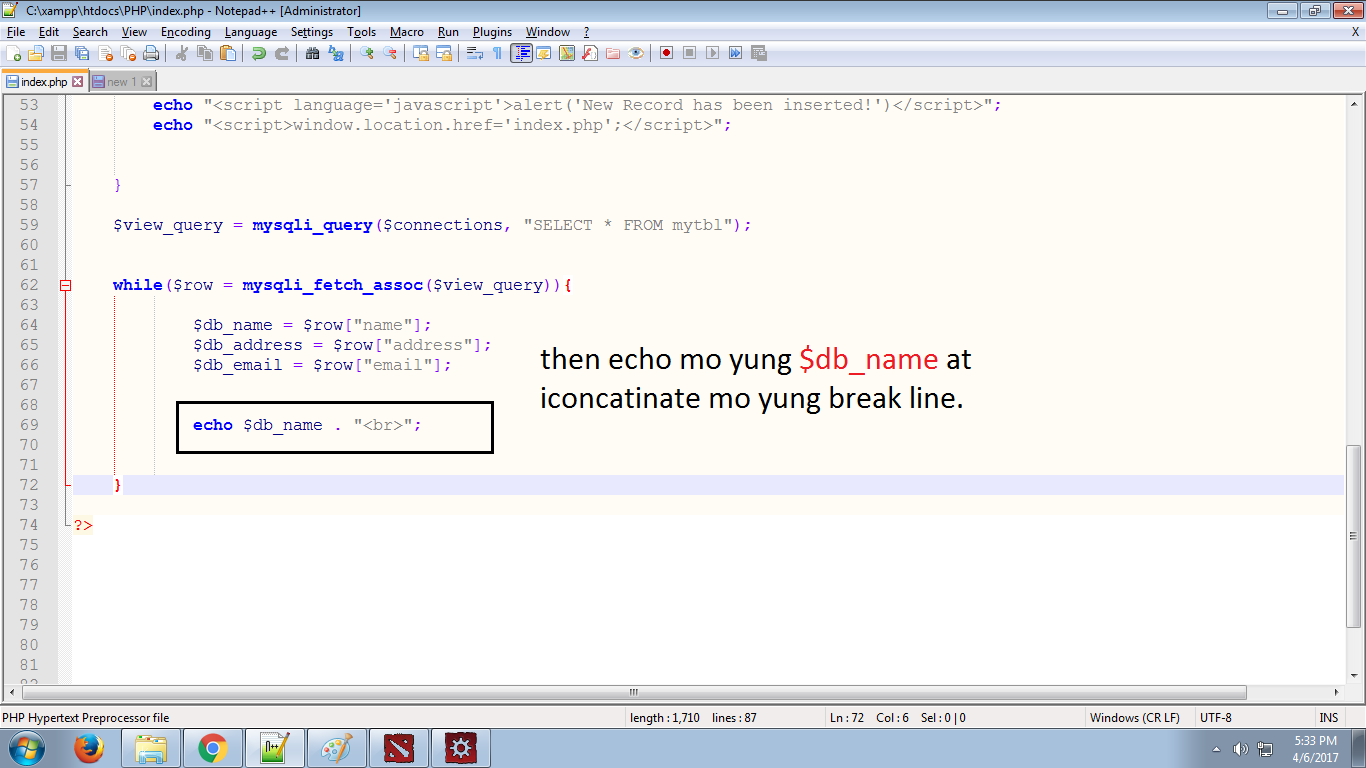 C:\xampp\htdocs\PHP\index.php - Notepad++ [Administrator]
File Edit Search View Encoding Language Settings Tools Macro Run Plugins Window ? X
index.php new 1
53 echo "<script language='javascript'>alert('New Record has been inserted!')</script>";
54 echo "<script>window.location.href='index.php';</script>";
55
56
57 }
58
59 $view_query = mysqli_query($connections, "SELECT * FROM mytbl");
60
61
62 while($row = mysqli_fetch_assoc($view_query)){
63
64 $db_name = $row["name"];
65 $db_address = $row["address"];
66 $db_email = $row["email"];
67
68
69 echo $db_name . "<br>";
70
71
72 }
73
74 ?>
75
76
77
78
79
80
81
then echo mo yung $db_name at
iconcatinate mo yung break line.
PHP Hypertext Preprocessor file length : 1,710 lines : 87 Ln : 72 Col : 6 Sel : 0 | 0 Windows (CR LF) UTF-8 INS
5:33 PM
4/6/2017